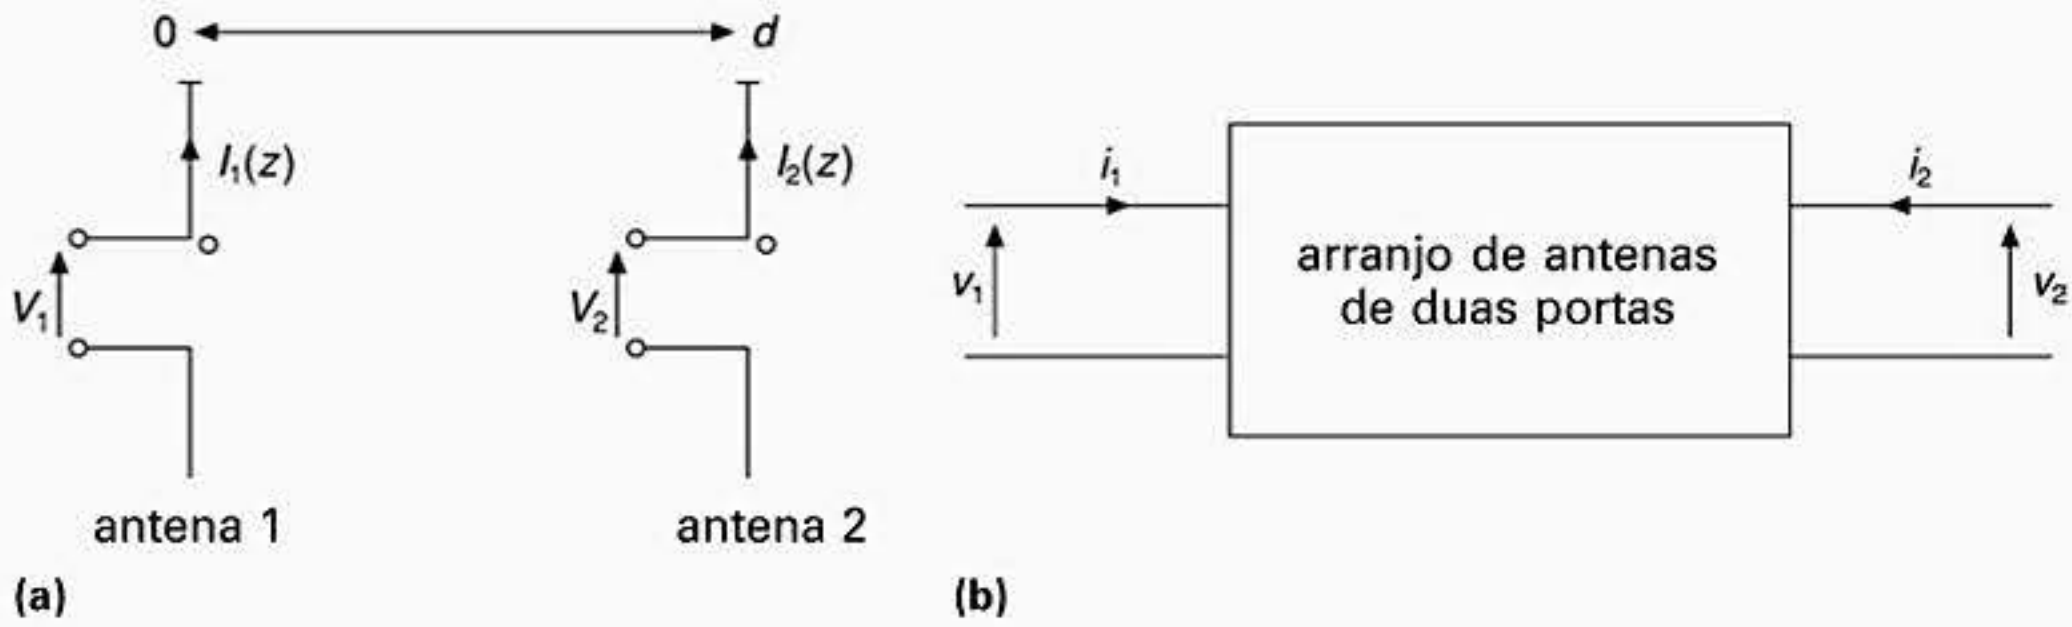 0 d
I₁(z) I₂(z)
V₁ V₂
antena 1 antena 2
(a)
i₁ i₂
v₁ v₂
arranjo de antenas
de duas portas
(b)